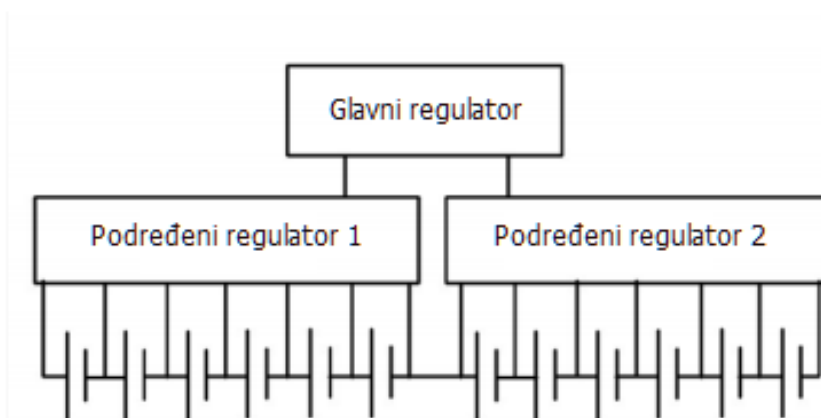 Glavni regulator
Podređeni regulator 1
Podređeni regulator 2